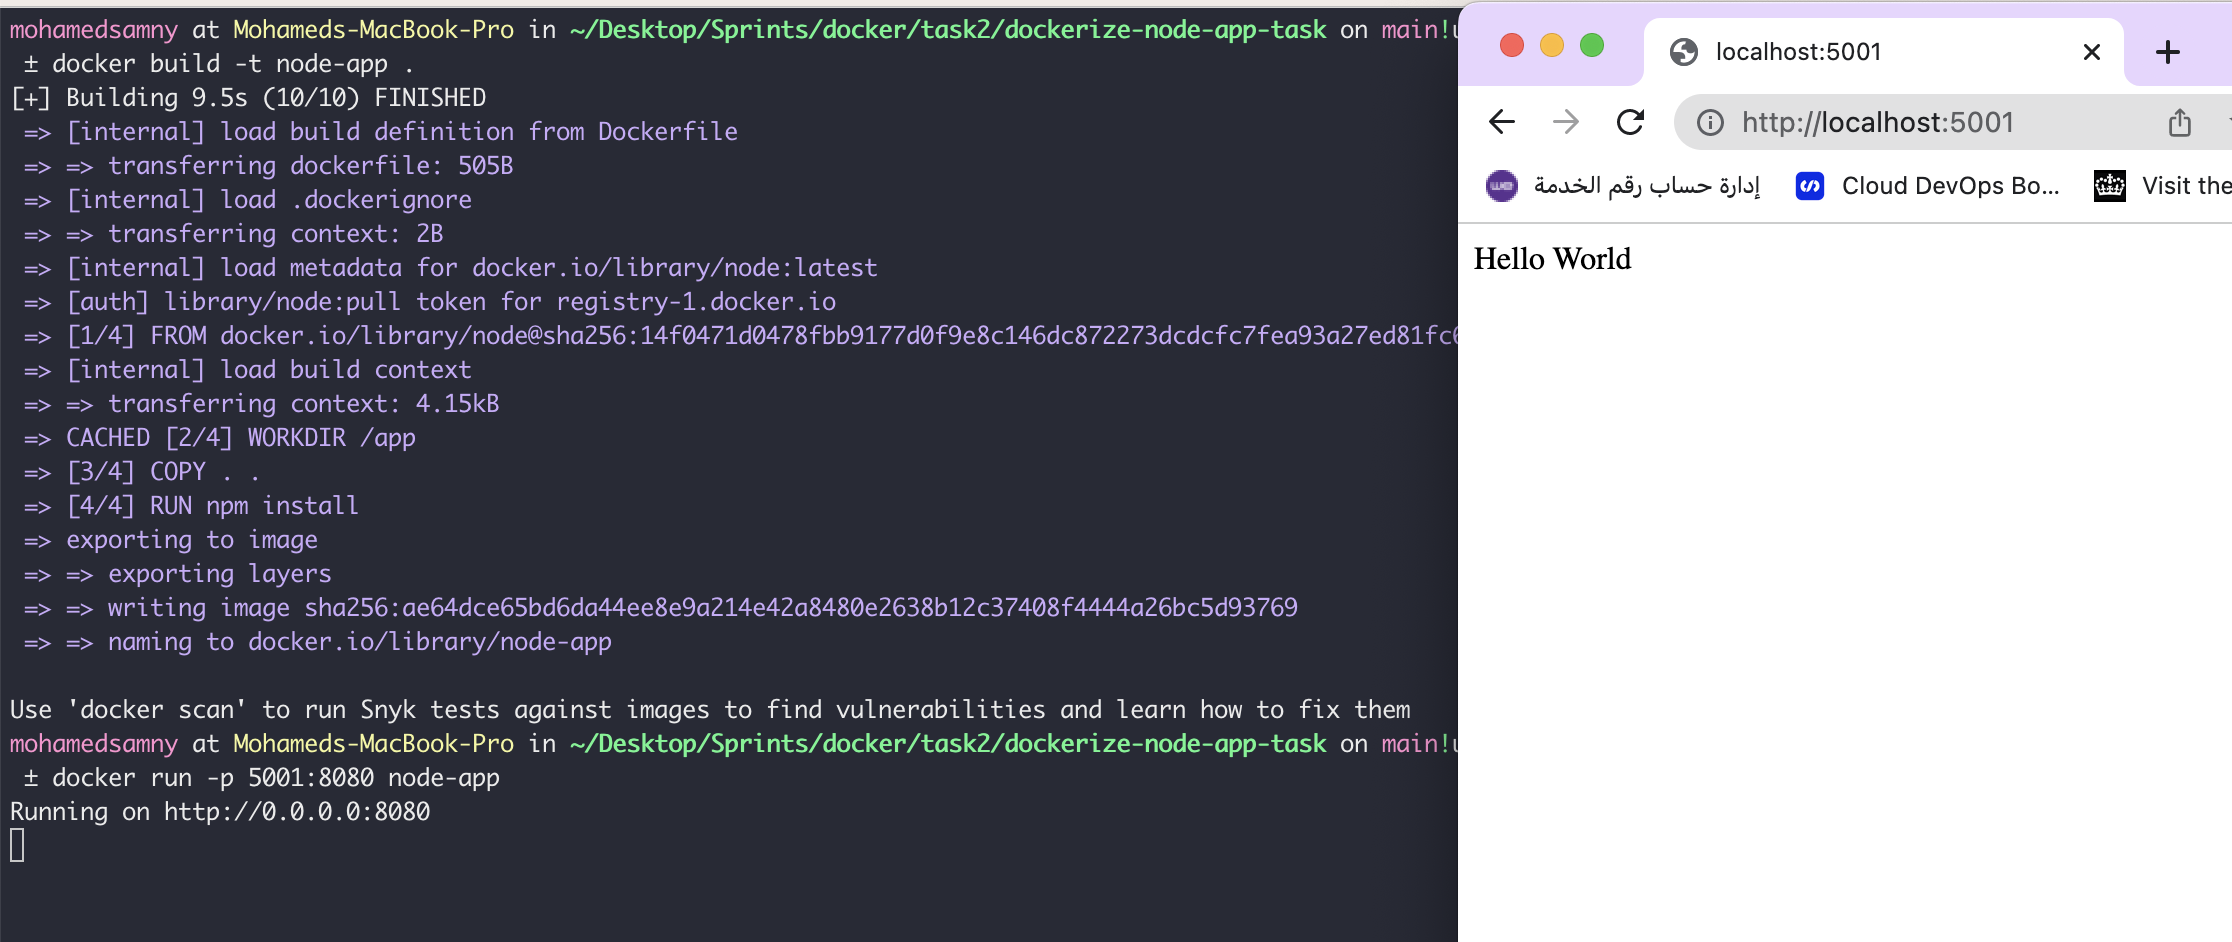 mohamedsamny at Mohameds-MacBook-Pro in ~/Desktop/Sprints/docker/task2/dockerize-node-app-task on main!
± docker build -t node-app .
[+] Building 9.5s (10/10) FINISHED
=> [internal] load build definition from Dockerfile
=> => transferring dockerfile: 505B
=> [internal] load .dockerignore
=> => transferring context: 2B
=> [internal] load metadata for docker.io/library/node:latest
=> [auth] library/node:pull token for registry-1.docker.io
=> [1/4] FROM docker.io/library/node@sha256:14f0471d0478fbb9177d0f9e8c146dc872273dcdcfc7fea93a27ed81fc
=> [internal] load build context
=> => transferring context: 4.15kB
=> CACHED [2/4] WORKDIR /app
=> [3/4] COPY . .
=> [4/4] RUN npm install
=> exporting to image
=> => exporting layers
=> => writing image sha256:ae64dce65bd6da44ee8e9a214e42a8480e2638b12c37408f4444a26bc5d93769
=> => naming to docker.io/library/node-app
Use 'docker scan' to run Snyk tests against images to find vulnerabilities and learn how to fix them
mohamedsamny at Mohameds-MacBook-Pro in ~/Desktop/Sprints/docker/task2/dockerize-node-app-task on main!
± docker run -p 5001:8080 node-app
Running on http://0.0.0.0:8080
localhost:5001
http://localhost:5001
إدارة حساب رقم الخدمة
Cloud DevOps Bo...
Visit the
Hello World